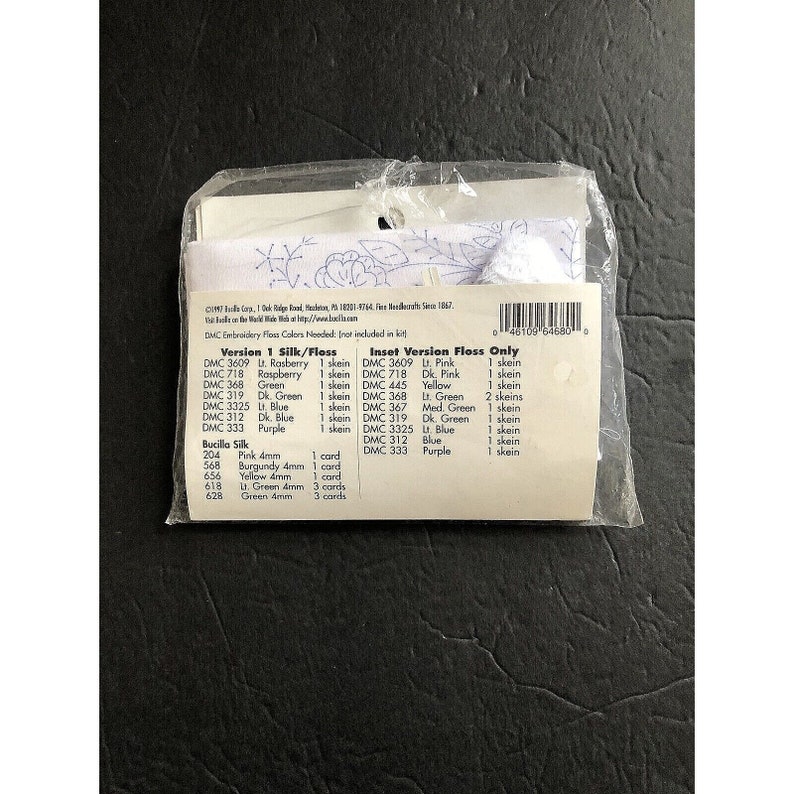 ©1997 Bucilla Corp., 1 Oak Ridge Road, Hazleton, PA 18201-9764. Fine Needlecrafts Since 1867.
Visit Bucilla on the World Wide Web at http://www.bucilla.com
0 46109 64680 0
DMC Embroidery Floss Colors Needed: (not included in kit)
Version 1 Silk/Floss
DMC 3609 Lt. Rasberry 1 skein
DMC 718 Raspberry 1 skein
DMC 368 Green 1 skein
DMC 319 Dk. Green 1 skein
DMC 3325 Lt. Blue 1 skein
DMC 312 Dk. Blue 1 skein
DMC 333 Purple 1 skein
Bucilla Silk
204 Pink 4mm 1 card
568 Burgundy 4mm 1 card
656 Yellow 4mm 1 card
618 Lt. Green 4mm 3 cards
628 Green 4mm 3 cards
Inset Version Floss Only
DMC 3609 Lt. Pink 1 skein
DMC 718 Dk. Pink 1 skein
DMC 445 Yellow 1 skein
DMC 368 Lt. Green 2 skeins
DMC 367 Med. Green 1 skein
DMC 319 Dk. Green 1 skein
DMC 3325 Lt. Blue 1 skein
DMC 312 Blue 1 skein
DMC 333 Purple 1 skein